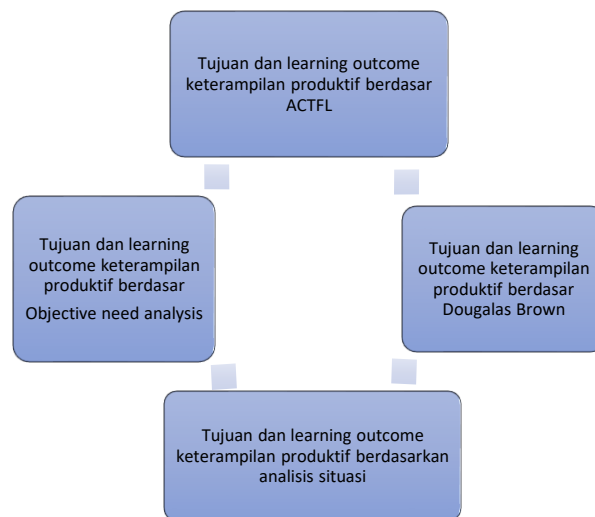 Tujuan dan learning outcome
keterampilan produktif berdasar
ACTFL
Tujuan dan learning
outcome keterampilan
produktif berdasar
Objective need analysis
Tujuan dan learning
outcome keterampilan
produktif berdasar
Dougalas Brown
Tujuan dan learning outcome
keterampilan produktif berdasarkan
analisis situasi